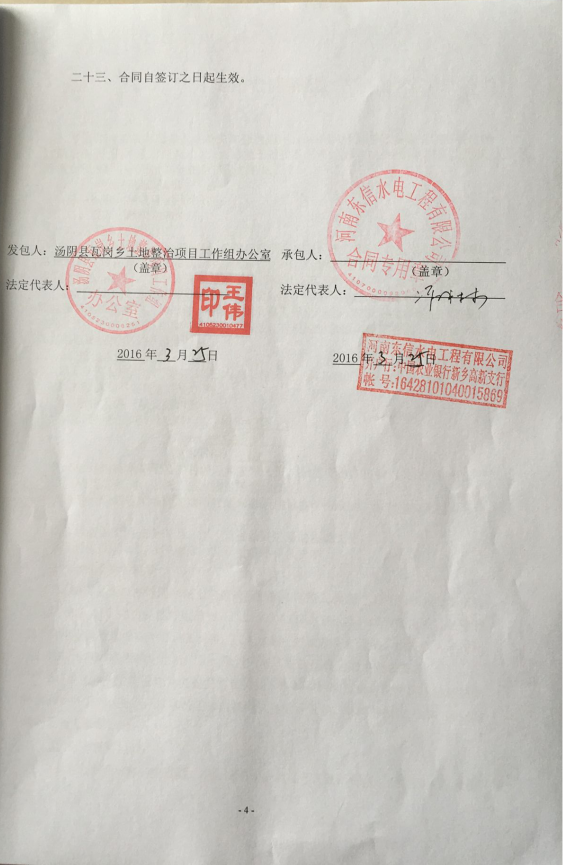 二十三、合同自签订之日起生效。
发包人：汤阴县瓦岗乡土地整治项目工作组办公室
（盖章）
法定代表人：
办公室
王伟印
4105230010477
2016年3月25日
承包人：
河南东信水电工程有限公司
合同专用
（盖章）
法定代表人：
2016年3月25日
河南东信水电工程有限公司
开户行：中国农业银行新乡高新支行
帐号：16428101040015869
- 4 -